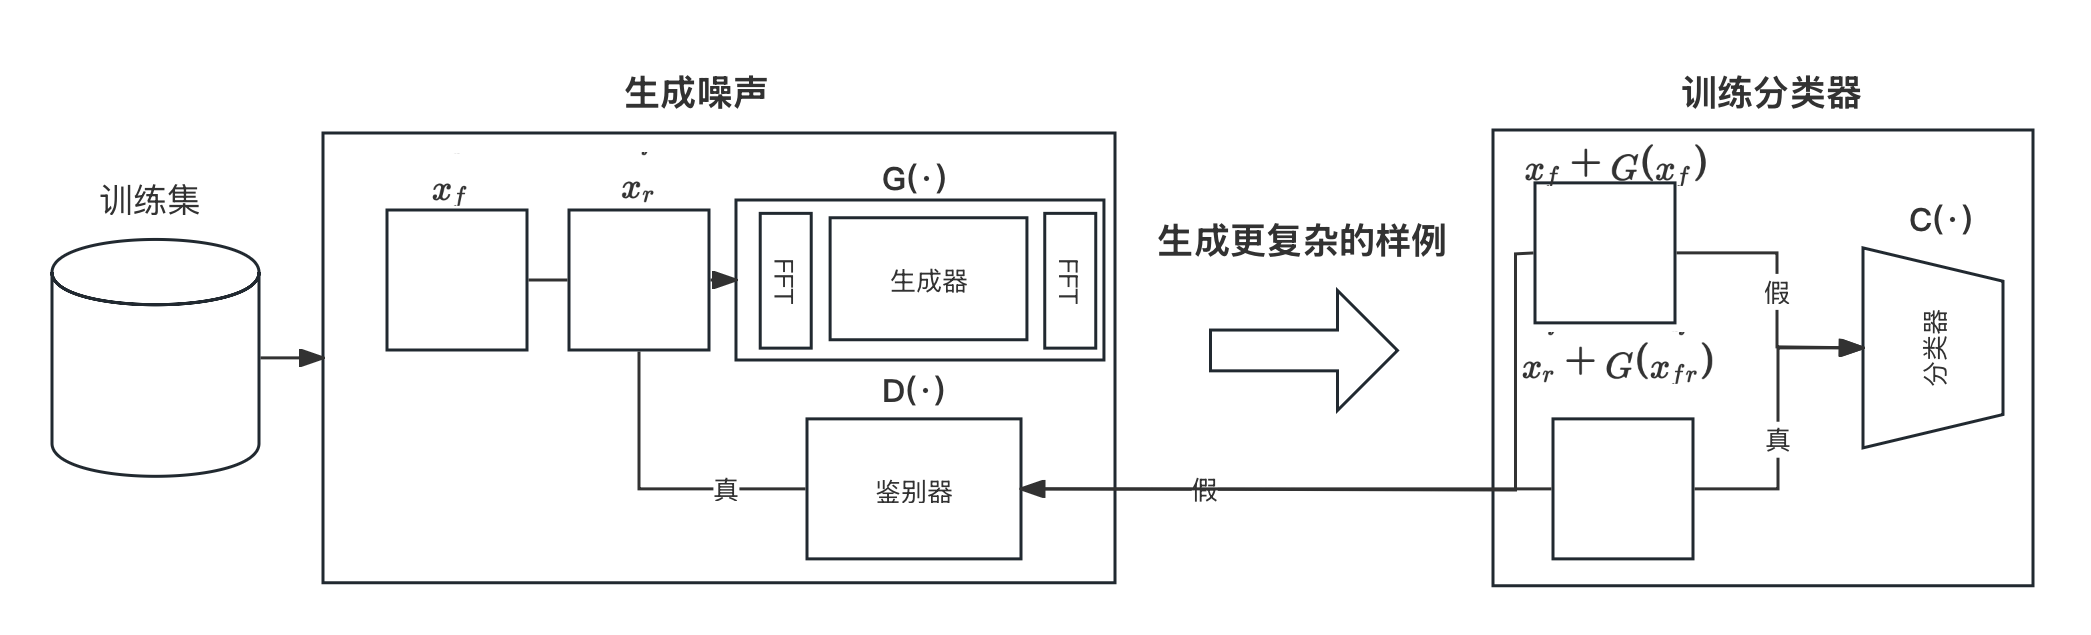 训练集
生成噪声
x_f
x_r
G(·)
FFT
生成器
FFT
D(·)
真
鉴别器
假
生成更复杂的样例
训练分类器
x_f + G(x_f)
假
x_r + G(x_fr)
真
C(·)
分类器